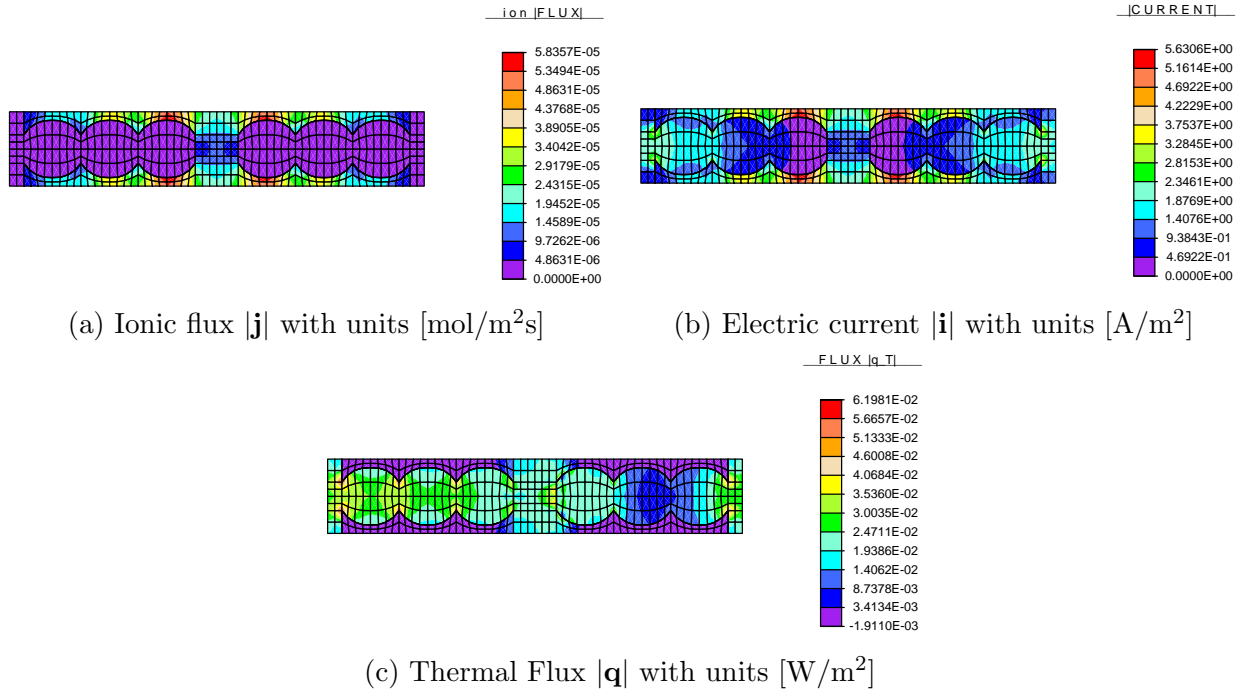 ion |FLUX|
5.8357E-05
5.3494E-05
4.8631E-05
4.3768E-05
3.8905E-05
3.4042E-05
2.9179E-05
2.4315E-05
1.9452E-05
1.4589E-05
9.7262E-06
4.8631E-06
0.0000E+00
(a) Ionic flux |j| with units [mol/m²s]
|CURRENT|
5.6306E+00
5.1614E+00
4.6922E+00
4.2229E+00
3.7537E+00
3.2845E+00
2.8153E+00
2.3461E+00
1.8769E+00
1.4076E+00
9.3843E-01
4.6922E-01
0.0000E+00
(b) Electric current |i| with units [A/m²]
FLUX |q_T|
6.1981E-02
5.6657E-02
5.1333E-02
4.6008E-02
4.0684E-02
3.5360E-02
3.0035E-02
2.4711E-02
1.9386E-02
1.4062E-02
8.7378E-03
3.4134E-03
-1.9110E-03
(c) Thermal Flux |q| with units [W/m²]